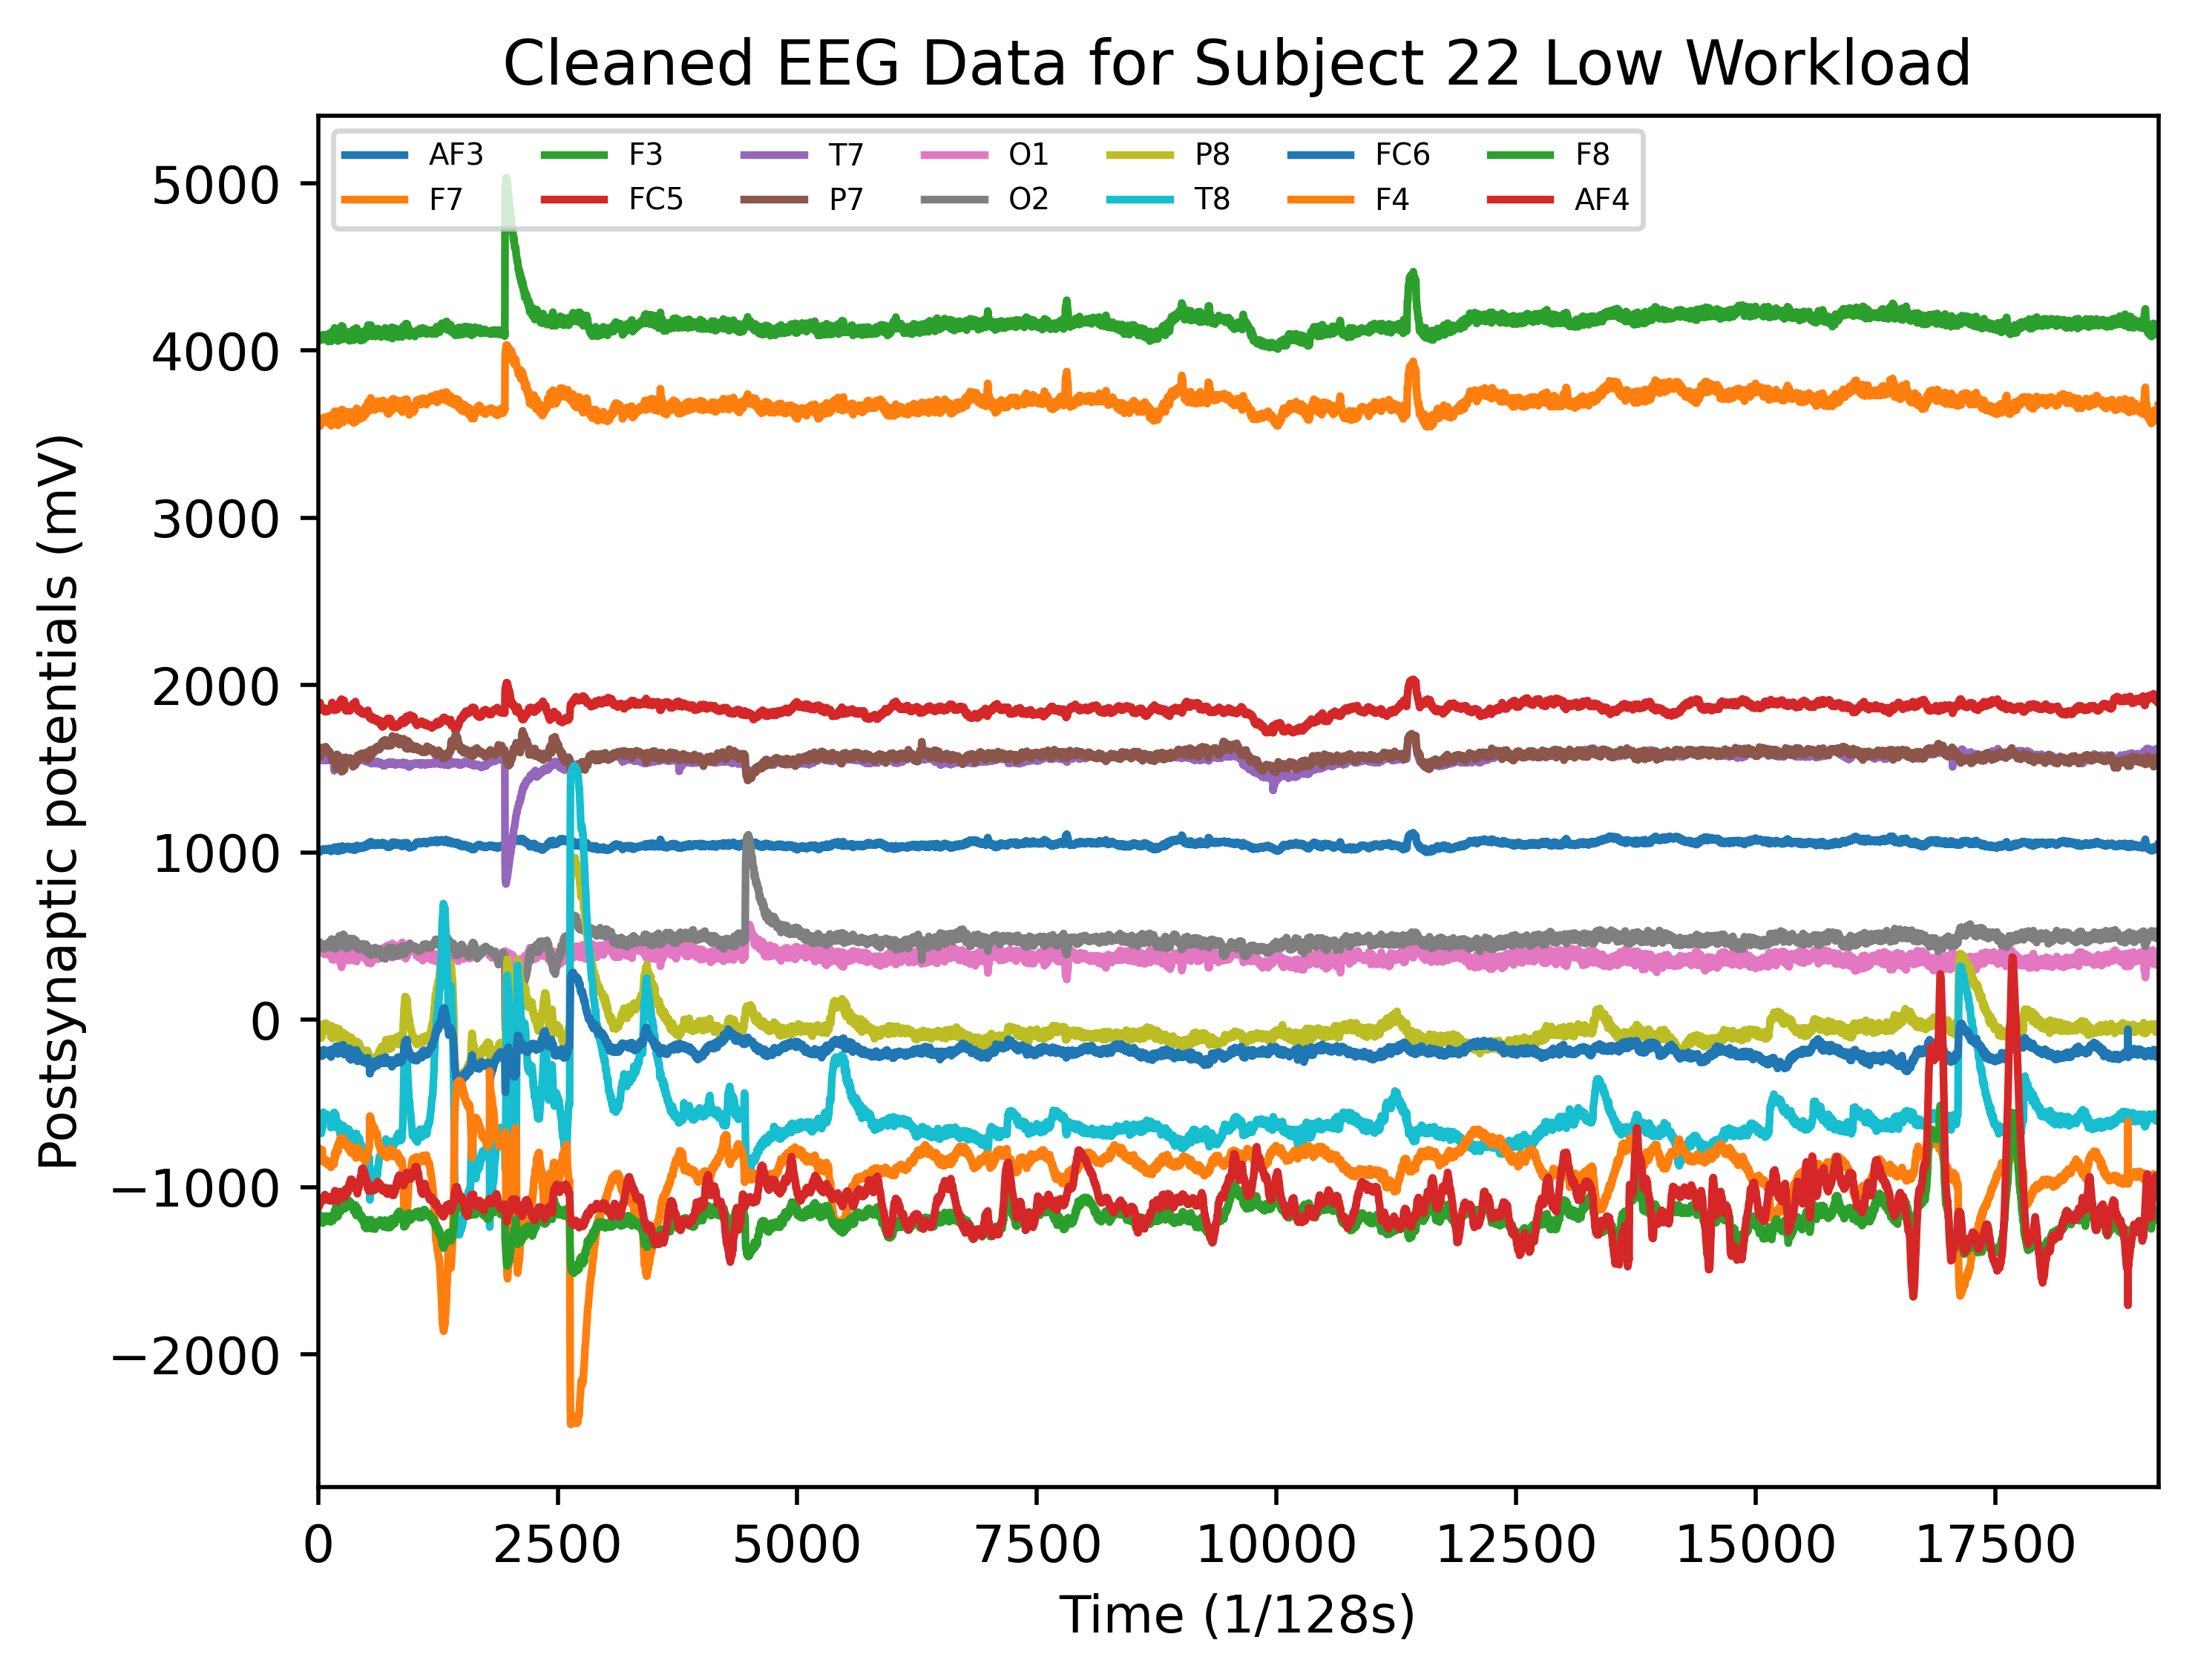 Cleaned EEG Data for Subject 22 Low Workload
AF3 F3 T7 O1 P8 FC6 F8
F7 FC5 P7 O2 T8 F4 AF4
5000
4000
3000
2000
1000
0
−1000
−2000
Postsynaptic potentials (mV)
0 2500 5000 7500 10000 12500 15000 17500
Time (1/128s)